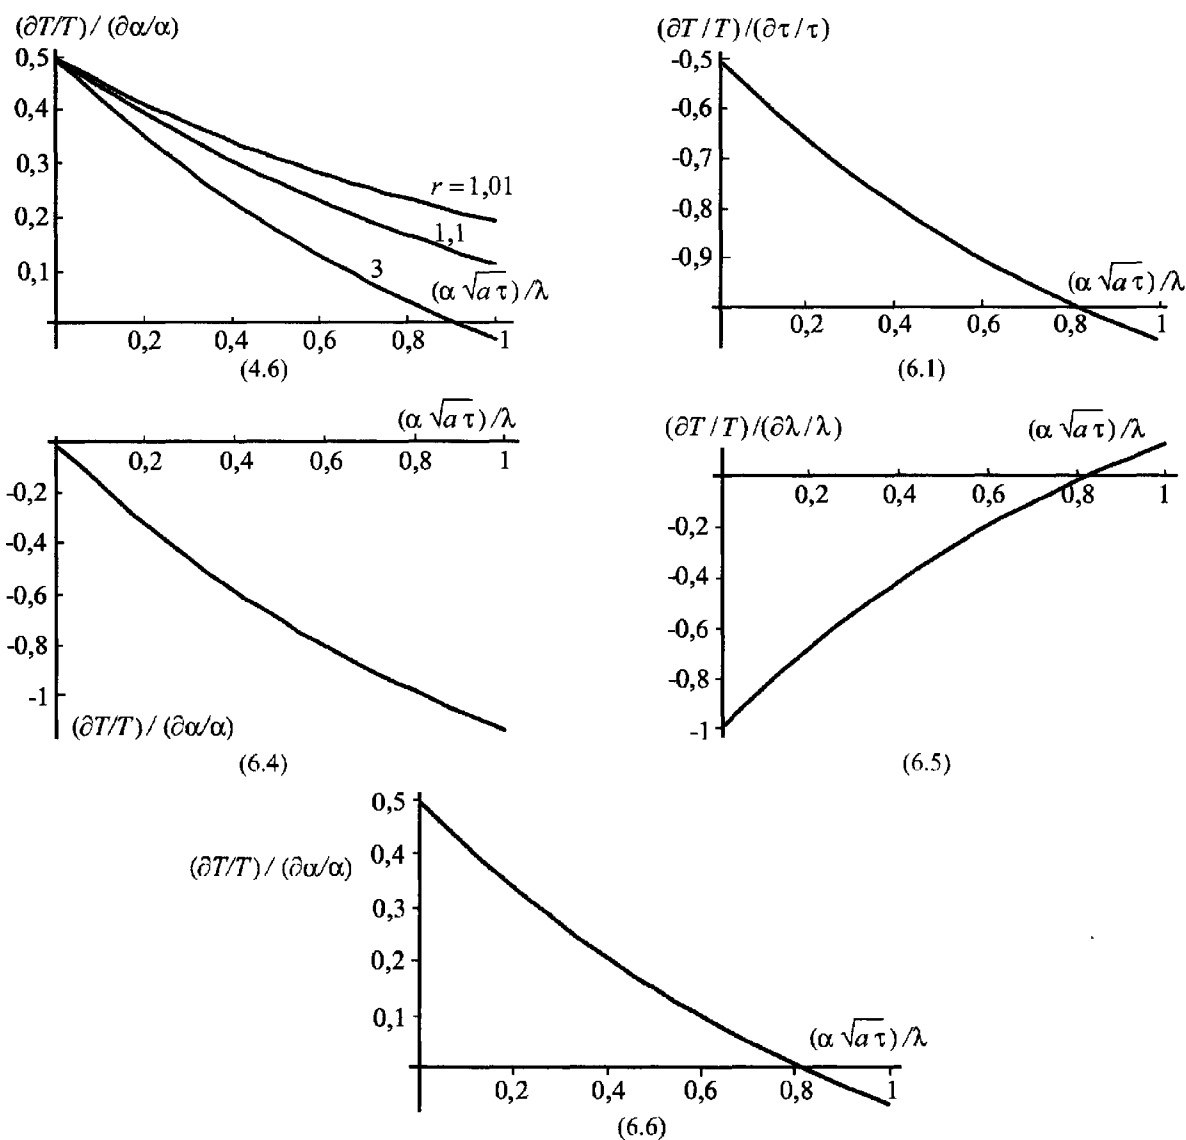 (∂T/T) / (∂α/α)
0,5
0,4
0,3
0,2
0,1
r = 1,01
1,1
3
(α √aτ) /λ
0,2 0,4 0,6 0,8 1
(4.6)
(∂T / T) /(∂τ / τ)
-0,5
-0,6
-0,7
-0,8
-0,9
(α √aτ) /λ
0,2 0,4 0,6 0,8 1
(6.1)
(α √aτ) /λ
0,2 0,4 0,6 0,8 1
-0,2
-0,4
-0,6
-0,8
-1
(∂T/T) / (∂α/α)
(6.4)
(∂T / T) /(∂λ / λ)
(α √aτ) /λ
0,2 0,4 0,6 0,8 1
-0,2
-0,4
-0,6
-0,8
-1
(6.5)
(∂T/T) / (∂α/α)
0,5
0,4
0,3
0,2
0,1
(α √aτ) /λ
0,2 0,4 0,6 0,8 1
(6.6)